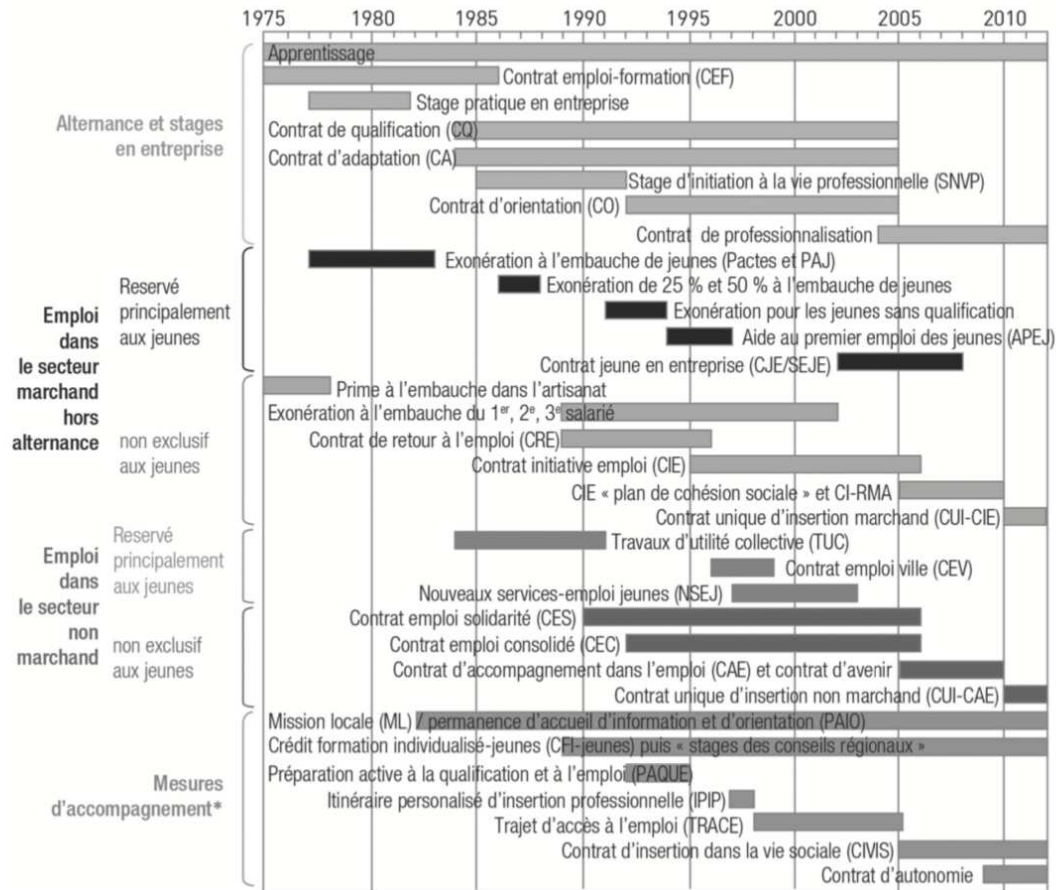 1975 1980 1985 1990 1995 2000 2005 2010
Alternance et stages
en entreprise
Apprentissage
Contrat emploi-formation (CEF)
Stage pratique en entreprise
Contrat de qualification (CQ)
Contrat d'adaptation (CA)
Stage d'initiation à la vie professionnelle (SNVP)
Contrat d'orientation (CO)
Contrat de professionnalisation
Emploi
dans
le secteur
marchand
hors
alternance
Reservé
principalement
aux jeunes
Exonération à l'embauche de jeunes (Pactes et PAJ)
Exonération de 25 % et 50 % à l'embauche de jeunes
Exonération pour les jeunes sans qualification
Aide au premier emploi des jeunes (APEJ)
Contrat jeune en entreprise (CJE/SEJE)
non exclusif
aux jeunes
Prime à l'embauche dans l'artisanat
Exonération à l'embauche du 1er, 2e, 3e salarié
Contrat de retour à l'emploi (CRE)
Contrat initiative emploi (CIE)
CIE « plan de cohésion sociale » et CI-RMA
Contrat unique d'insertion marchand (CUI-CIE)
Emploi
dans
le secteur
non
marchand
Reservé
principalement
aux jeunes
Travaux d'utilité collective (TUC)
Contrat emploi ville (CEV)
Nouveaux services-emploi jeunes (NSEJ)
non exclusif
aux jeunes
Contrat emploi solidarité (CES)
Contrat emploi consolidé (CEC)
Contrat d'accompagnement dans l'emploi (CAE) et contrat d'avenir
Contrat unique d'insertion non marchand (CUI-CAE)
Mesures
d'accompagnement*
Mission locale (ML) / permanence d'accueil d'information et d'orientation (PAIO)
Crédit formation individualisé-jeunes (CFI-jeunes) puis « stages des conseils régionaux »
Préparation active à la qualification et à l'emploi (PAQUE)
Itinéraire personalisé d'insertion professionnelle (IPIP)
Trajet d'accès à l'emploi (TRACE)
Contrat d'insertion dans la vie sociale (CIVIS)
Contrat d'autonomie